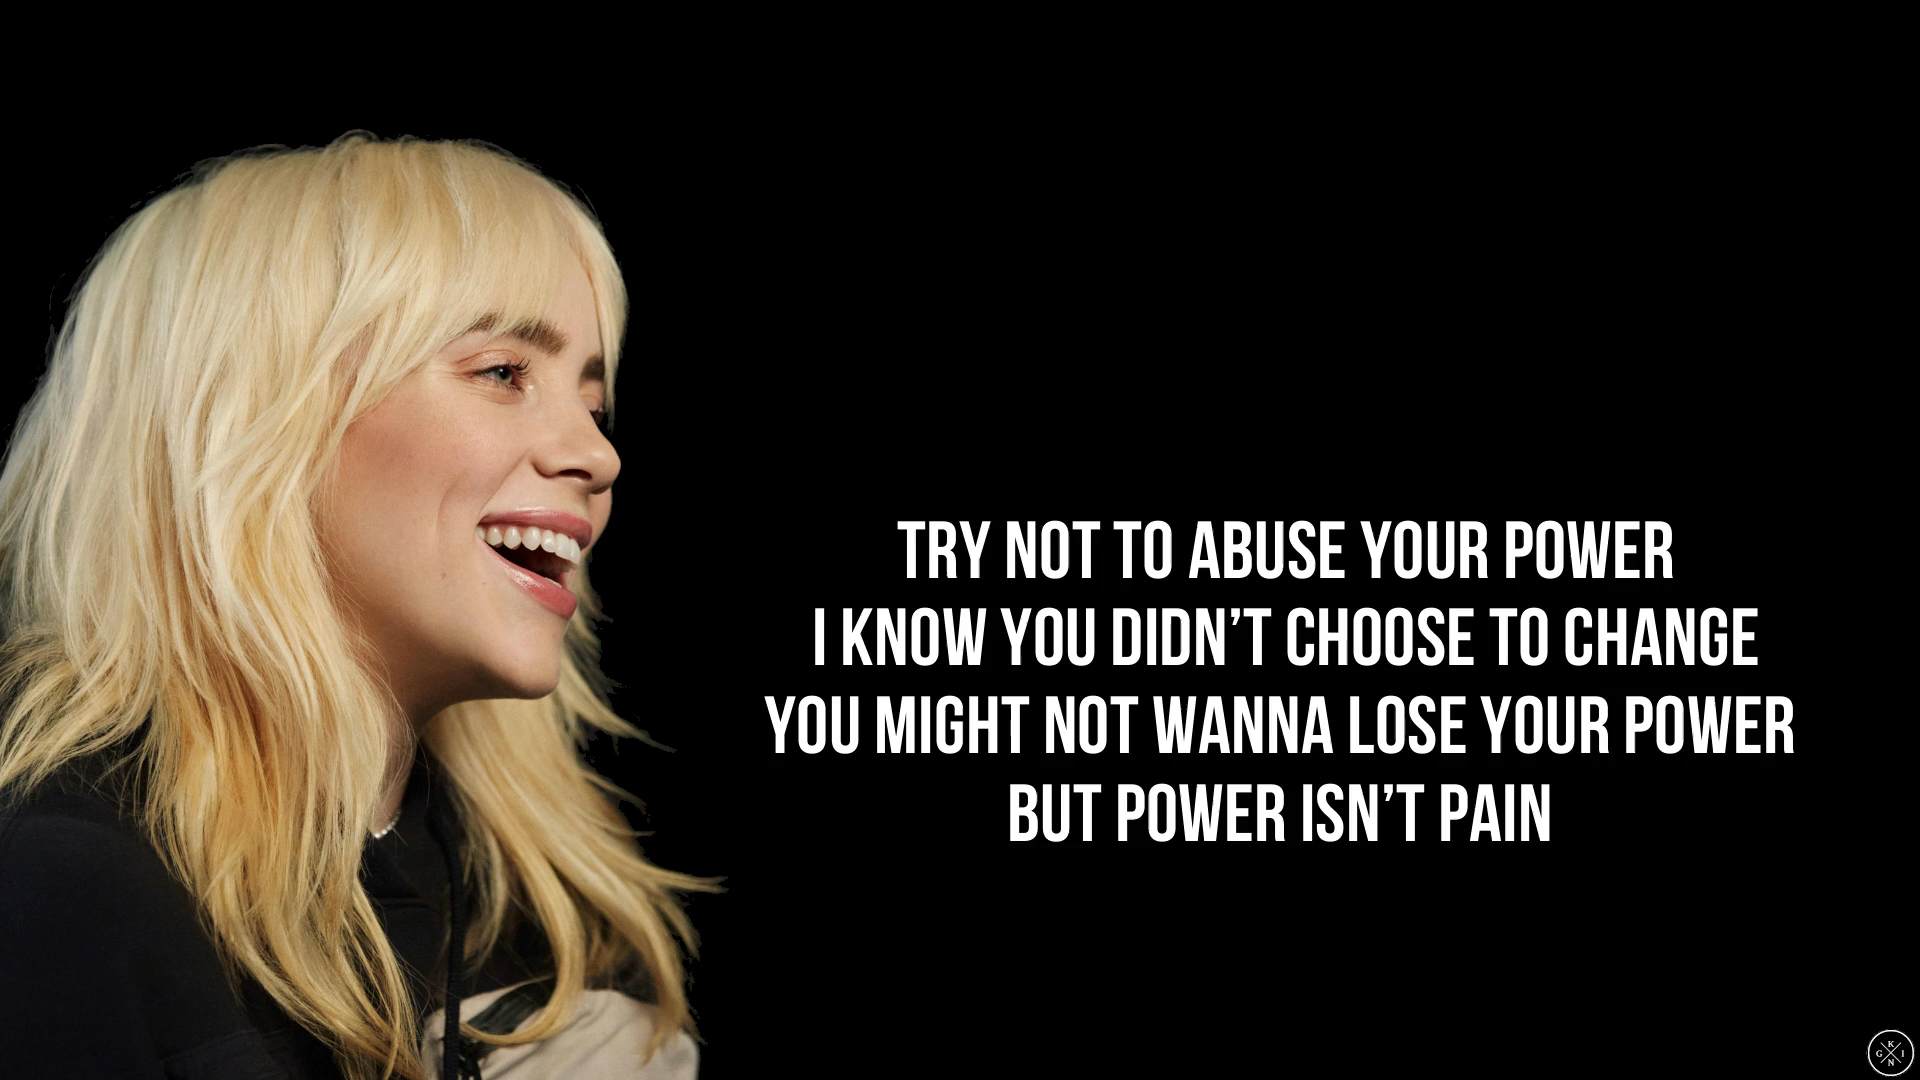 TRY NOT TO ABUSE YOUR POWER
I KNOW YOU DIDN’T CHOOSE TO CHANGE
YOU MIGHT NOT WANNA LOSE YOUR POWER
BUT POWER ISN’T PAIN
K
G I
N